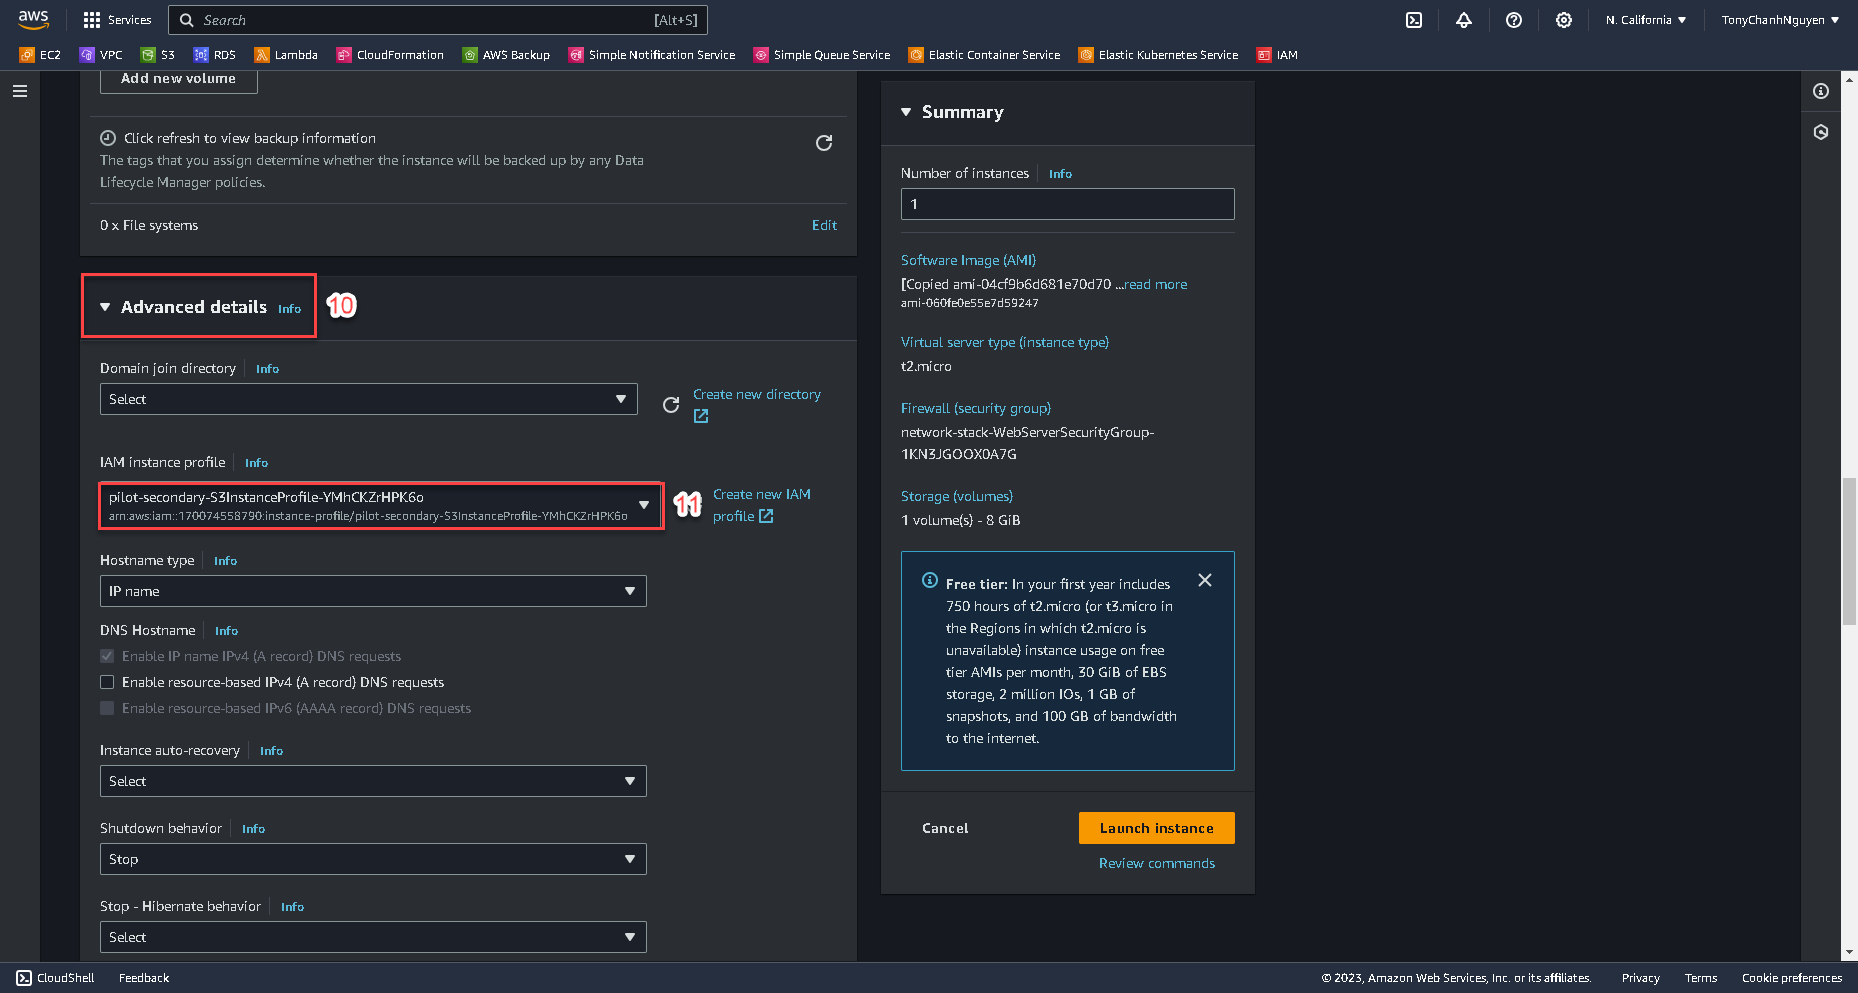 aws
Services
Search
[Alt+S]
N. California
TonyChanhNguyen
EC2
VPC
S3
RDS
Lambda
CloudFormation
AWS Backup
Simple Notification Service
Simple Queue Service
Elastic Container Service
Elastic Kubernetes Service
IAM
Add new volume
Click refresh to view backup information
The tags that you assign determine whether the instance will be backed up by any Data
Lifecycle Manager policies.
0 x File systems
Edit
Advanced details Info
10
Domain join directory Info
Select
Create new directory
IAM instance profile Info
pilot-secondary-S3InstanceProfile-YMhCKZrHPK6o
arn:aws:iam::170074558790:instance-profile/pilot-secondary-S3InstanceProfile-YMhCKZrHPK6o
11
Create new IAM
profile
Hostname type Info
IP name
DNS Hostname Info
Enable IP name IPv4 (A record) DNS requests
Enable resource-based IPv4 (A record) DNS requests
Enable resource-based IPv6 (AAAA record) DNS requests
Instance auto-recovery Info
Select
Shutdown behavior Info
Stop
Stop - Hibernate behavior Info
Select
Summary
Number of instances Info
1
Software Image (AMI)
[Copied ami-04cf9b6d681e70d70 ...read more
ami-060fe0e55e7d59247
Virtual server type (instance type)
t2.micro
Firewall (security group)
network-stack-WebServerSecurityGroup-
1KN3JGOOX0A7G
Storage (volumes)
1 volume(s) - 8 GiB
Free tier: In your first year includes
750 hours of t2.micro (or t3.micro in
the Regions in which t2.micro is
unavailable) instance usage on free
tier AMIs per month, 30 GiB of EBS
storage, 2 million IOs, 1 GB of
snapshots, and 100 GB of bandwidth
to the internet.
Cancel
Launch instance
Review commands
CloudShell
Feedback
© 2023, Amazon Web Services, Inc. or its affiliates.
Privacy
Terms
Cookie preferences